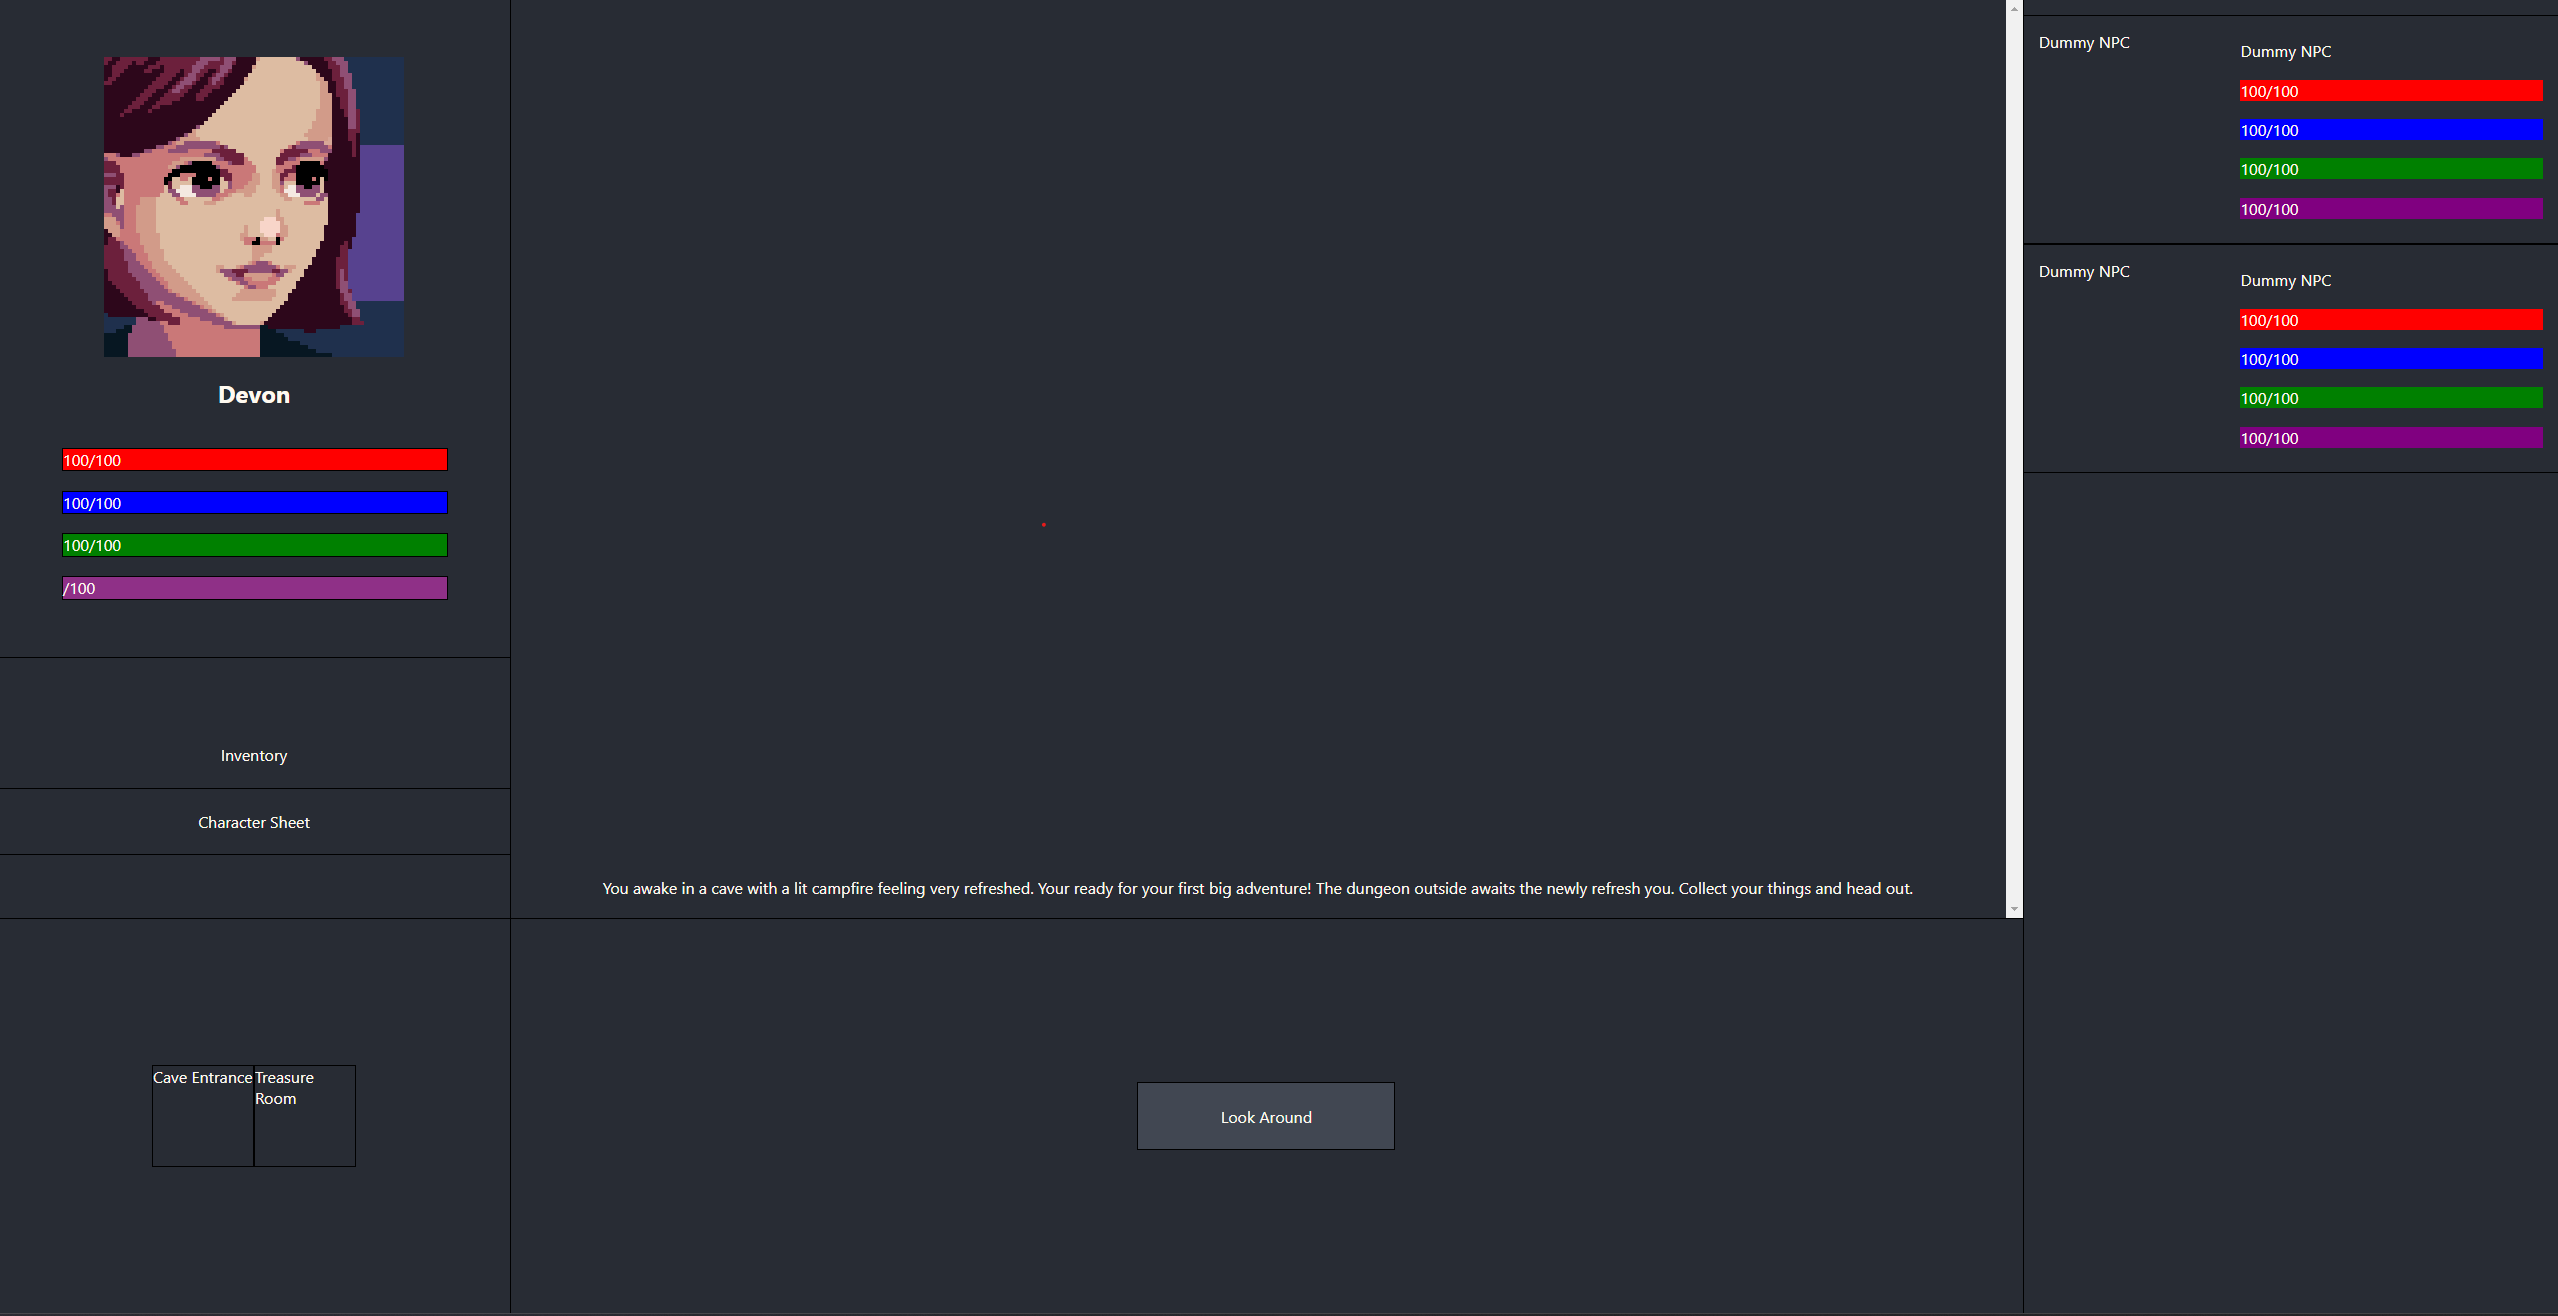 Devon
100/100
100/100
100/100
/100
Inventory
Character Sheet
Cave Entrance
Treasure
Room
You awake in a cave with a lit campfire feeling very refreshed. Your ready for your first big adventure! The dungeon outside awaits the newly refresh you. Collect your things and head out.
Look Around
Dummy NPC
Dummy NPC
100/100
100/100
100/100
100/100
Dummy NPC
Dummy NPC
100/100
100/100
100/100
100/100